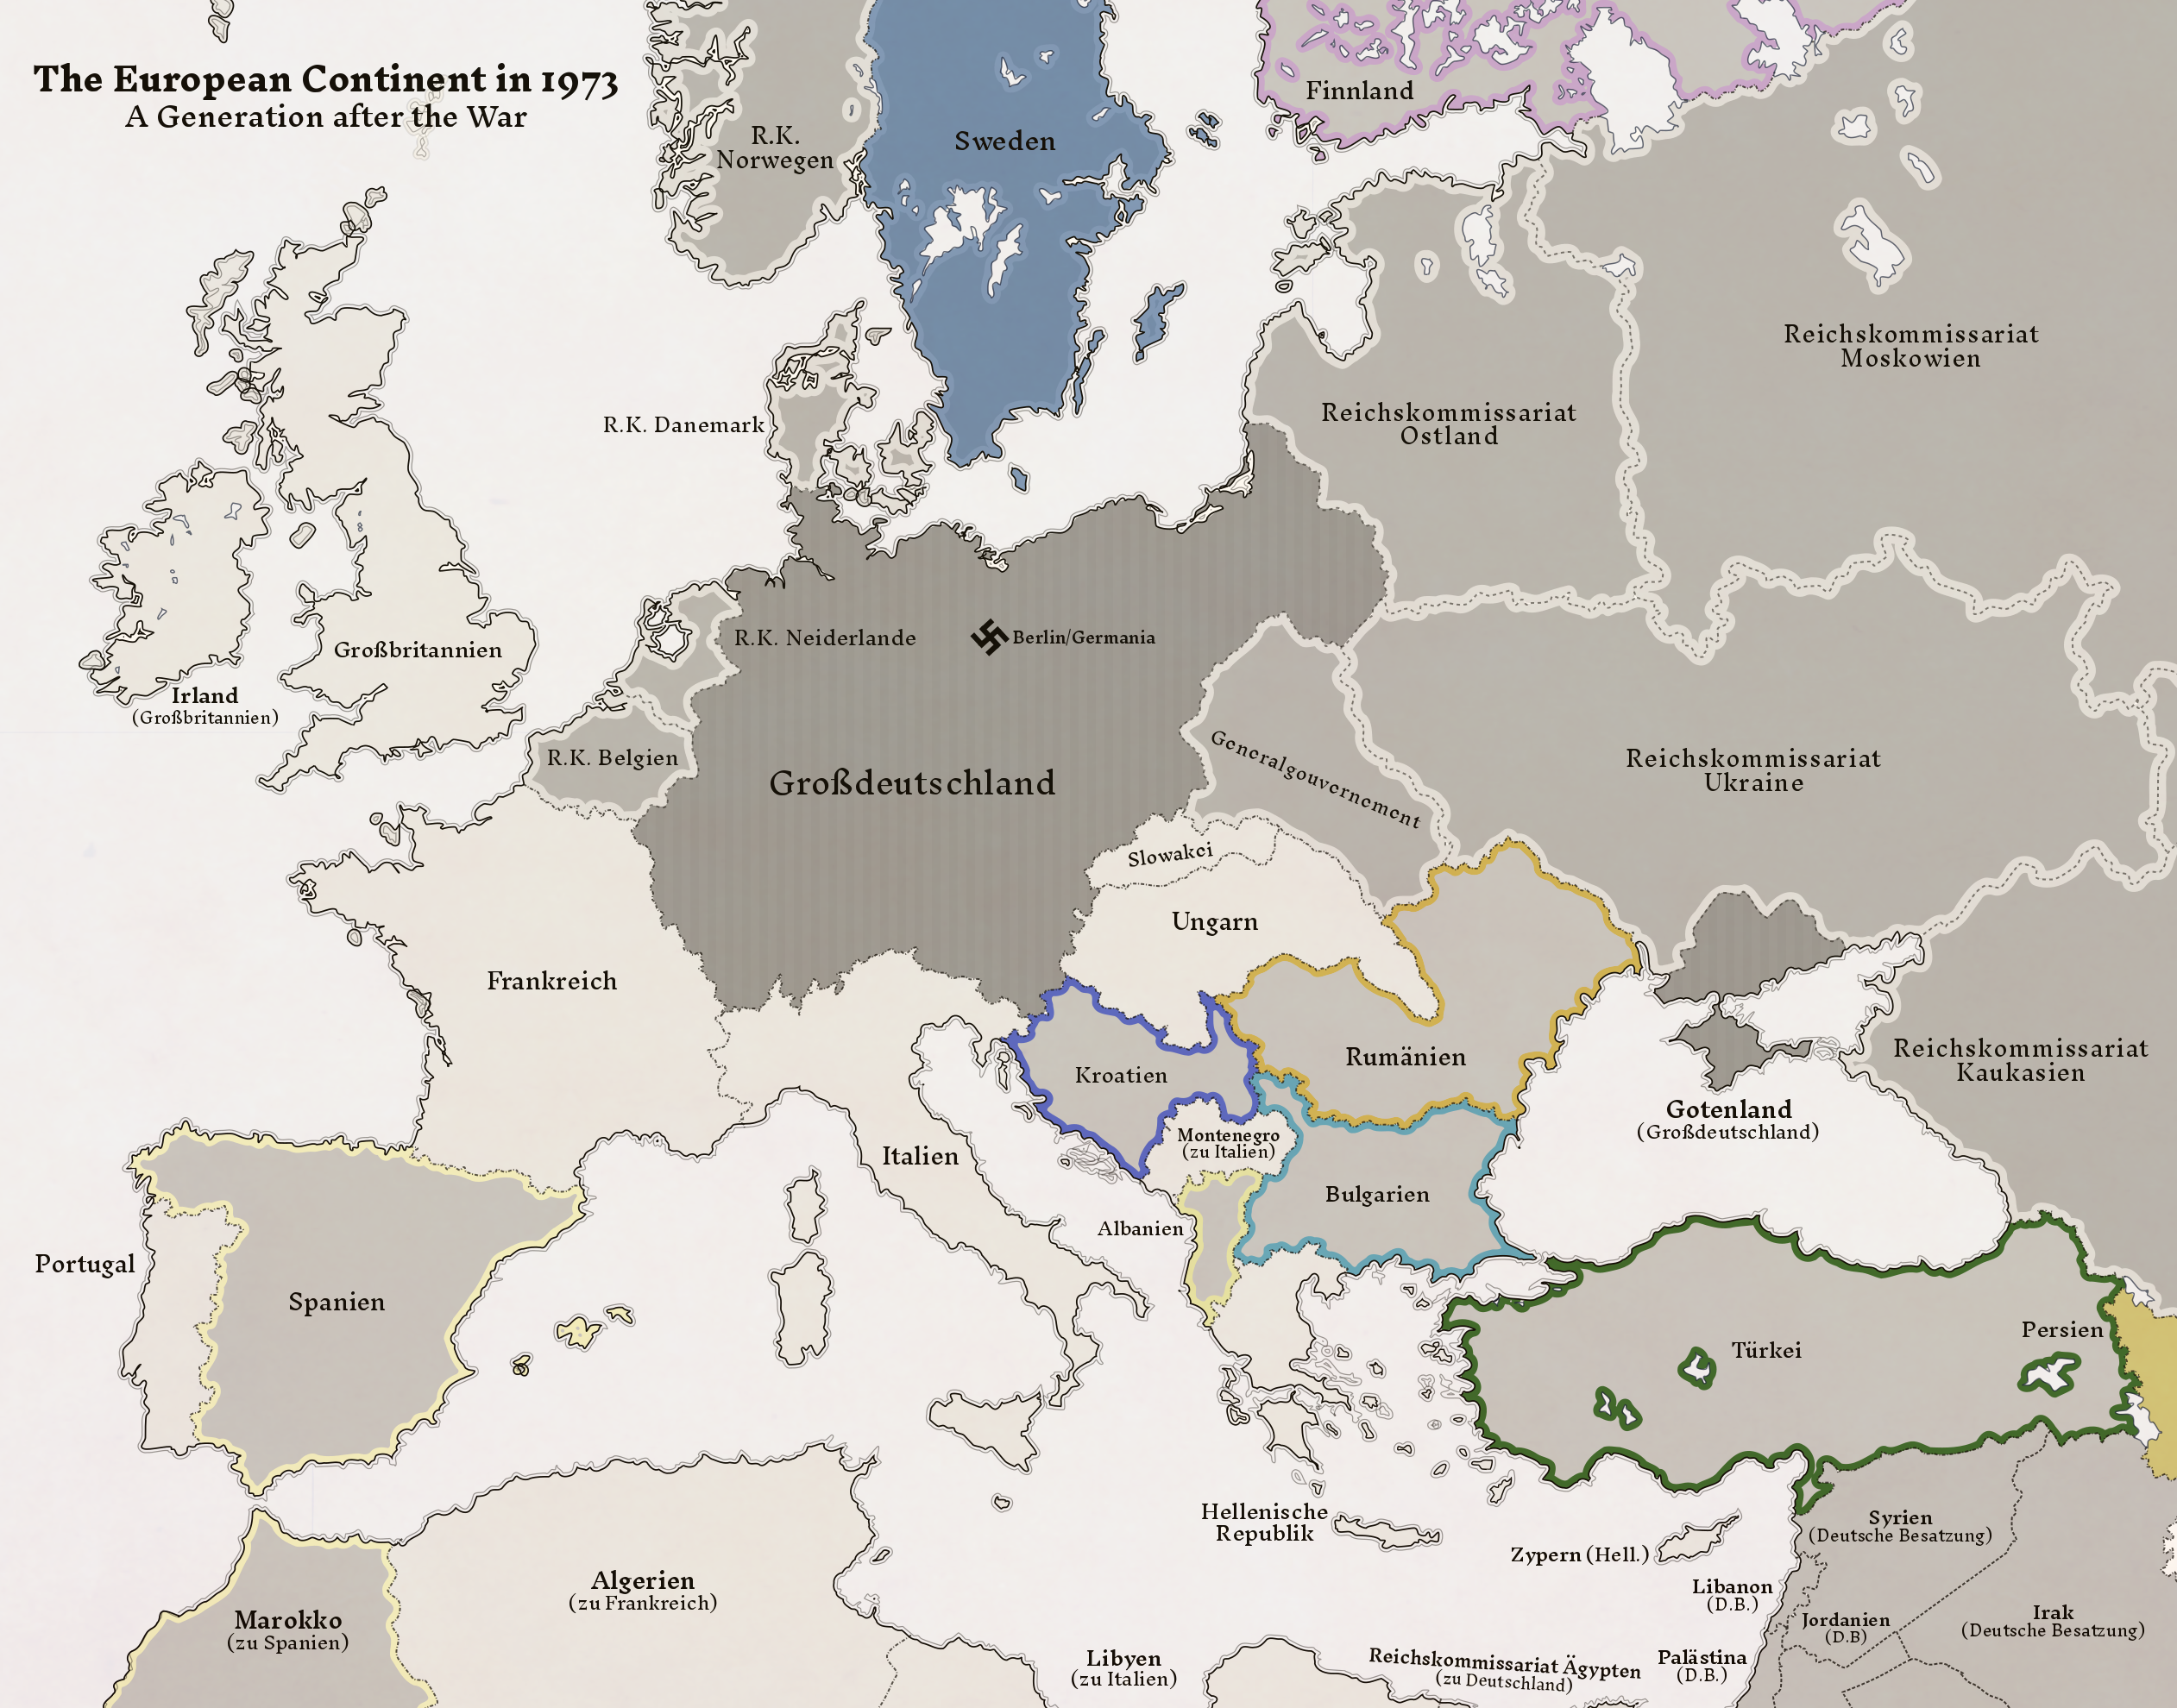 The European Continent in 1973
A Generation after the War
Finnland
R.K.
Norwegen
Sweden
Reichskommissariat
Moskowien
R.K. Danemark
Reichskommissariat
Ostland
R.K. Neiderlande
Berlin/Germania
Großbritannien
Irland
(Großbritannien)
R.K. Belgien
Großdeutschland
Generalgouvernement
Reichskommissariat
Ukraine
Slowakei
Ungarn
Frankreich
Kroatien
Rumänien
Reichskommissariat
Kaukasien
Gotenland
(Großdeutschland)
Montenegro
(zu Italien)
Italien
Bulgarien
Albanien
Portugal
Spanien
Türkei
Persien
Hellenische
Republik
Zypern (Hell.)
Syrien
(Deutsche Besatzung)
Libanon
(D.B.)
Algerien
(zu Frankreich)
Marokko
(zu Spanien)
Jordanien
(D.B)
Irak
(Deutsche Besatzung)
Libyen
(zu Italien)
Reichskommissariat Ägypten
(zu Deutschland)
Palästina
(D.B.)